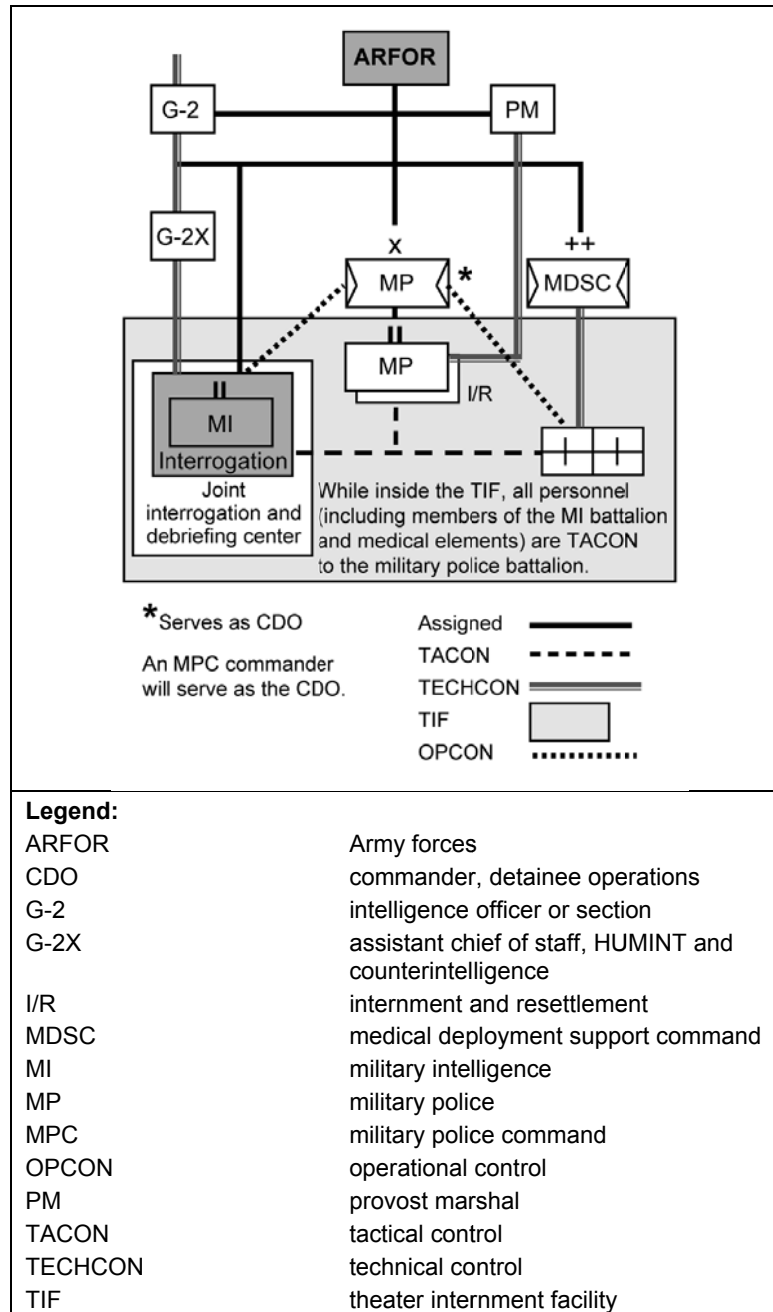 ARFOR
G-2
PM
G-2X
X
++
MP
*
MDSC
II
MP
I/R
II
MI
Interrogation
Joint
interrogation and
debriefing center
While inside the TIF, all personnel
(including members of the MI battalion
and medical elements) are TACON
to the military police battalion.
*Serves as CDO
An MPC commander
will serve as the CDO.
Assigned
TACON
TECHCON
TIF
OPCON
Legend:
ARFOR Army forces
CDO commander, detainee operations
G-2 intelligence officer or section
G-2X assistant chief of staff, HUMINT and
counterintelligence
I/R internment and resettlement
MDSC medical deployment support command
MI military intelligence
MP military police
MPC military police command
OPCON operational control
PM provost marshal
TACON tactical control
TECHCON technical control
TIF theater internment facility